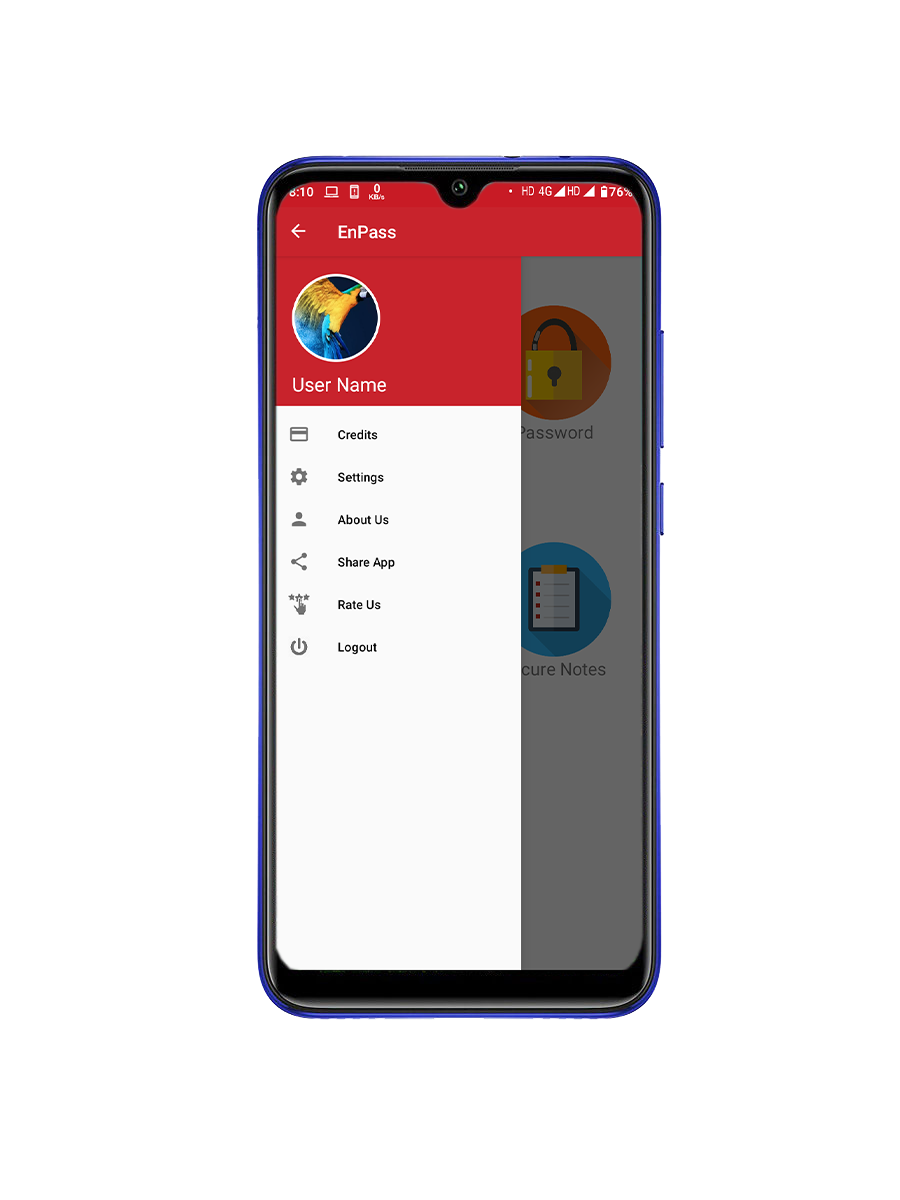 8:10 0 KB/s HD 4G HD 76%
EnPass
User Name
Credits
Settings
About Us
Share App
Rate Us
Logout
Password
cure Notes